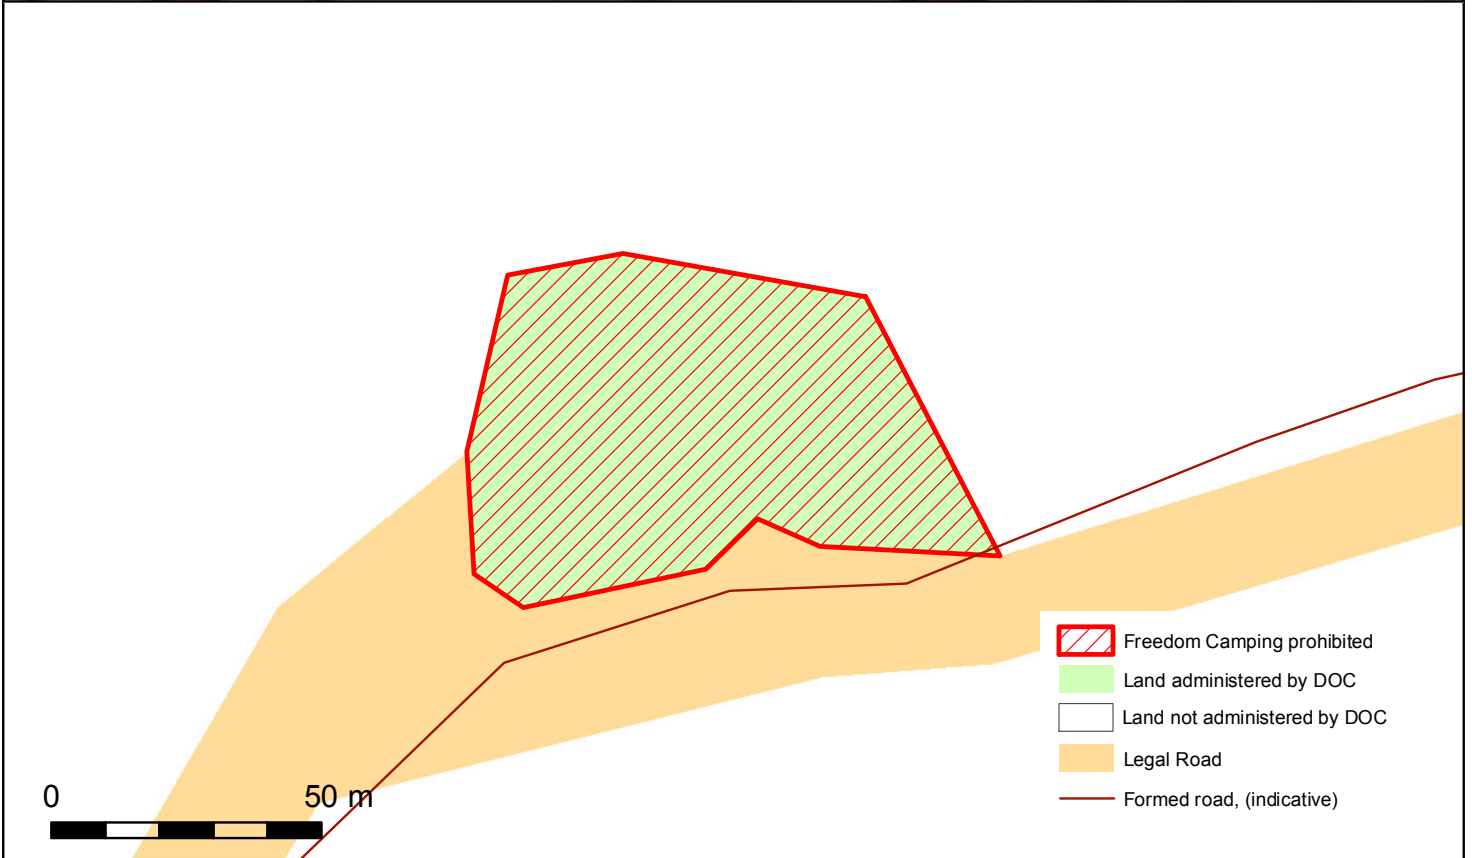 Freedom Camping prohibited
Land administered by DOC
Land not administered by DOC
Legal Road
Formed road, (indicative)
0 50 m